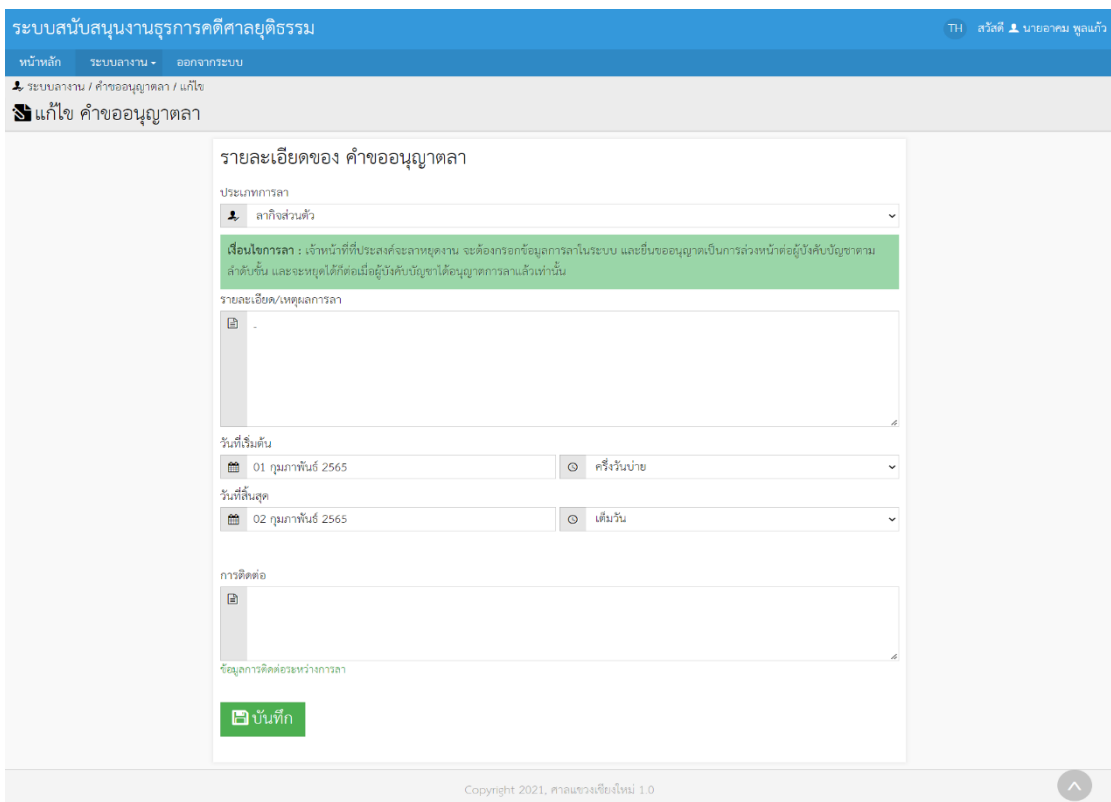 ระบบสนับสนุนงานธุรการคดีศาลยุติธรรม
TH สวัสดี นายอาคม พูลแก้ว
หน้าหลัก ระบบลางาน ออกจากระบบ
ระบบลางาน / คำขออนุญาตลา / แก้ไข
แก้ไข คำขออนุญาตลา
รายละเอียดของ คำขออนุญาตลา
ประเภทการลา
ลากิจส่วนตัว
เงื่อนไขการลา : เจ้าหน้าที่ที่ประสงค์จะลาหยุดงาน จะต้องกรอกข้อมูลการลาในระบบ และยื่นขออนุญาตเป็นการล่วงหน้าต่อผู้บังคับบัญชาตาม
ลำดับชั้น และจะหยุดได้ก็ต่อเมื่อผู้บังคับบัญชาได้อนุญาตการลาแล้วเท่านั้น
รายละเอียด/เหตุผลการลา
-
วันที่เริ่มต้น
01 กุมภาพันธ์ 2565 ครึ่งวันบ่าย
วันที่สิ้นสุด
02 กุมภาพันธ์ 2565 เต็มวัน
การติดต่อ
ข้อมูลการติดต่อระหว่างการลา
บันทึก
Copyright 2021, ศาลแขวงเชียงใหม่ 1.0